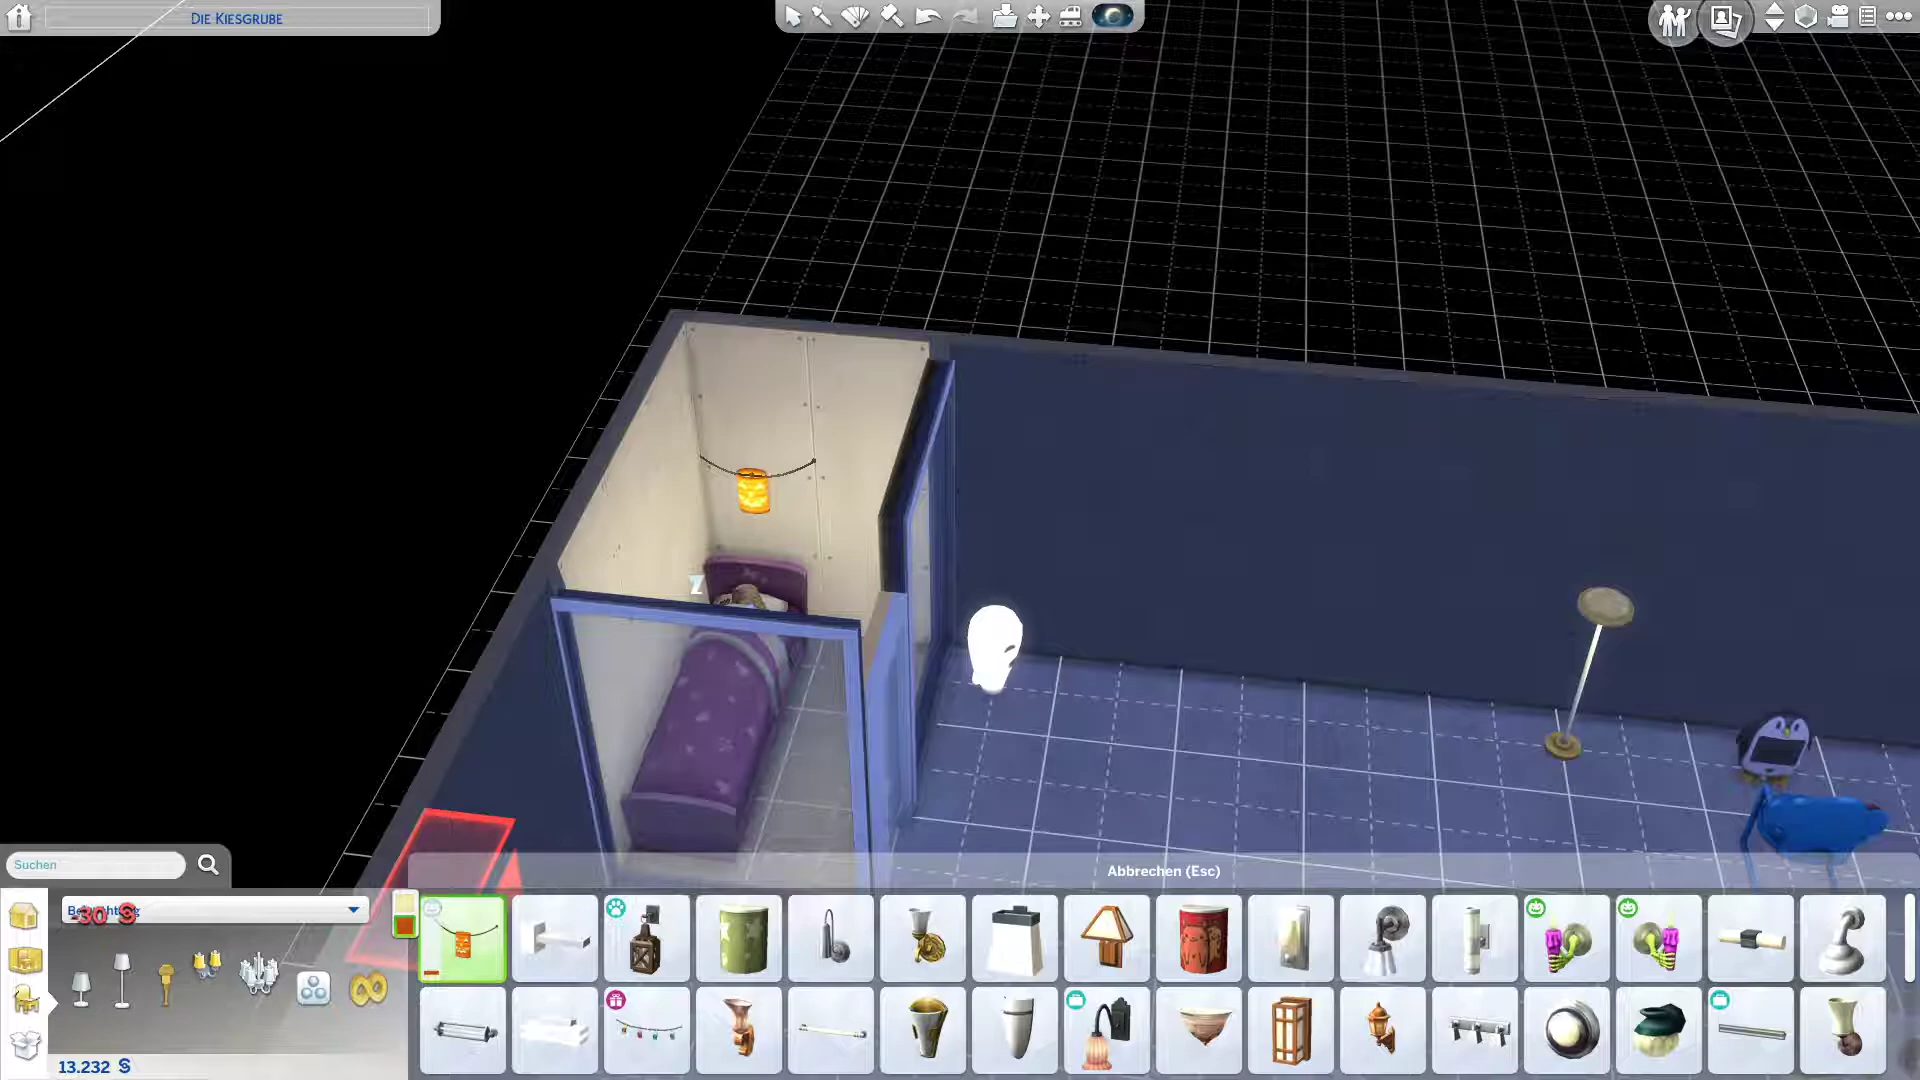 DIE KIESGRUBE
Z
Abbrechen (Esc)
Suchen
-30 S
13.232 S